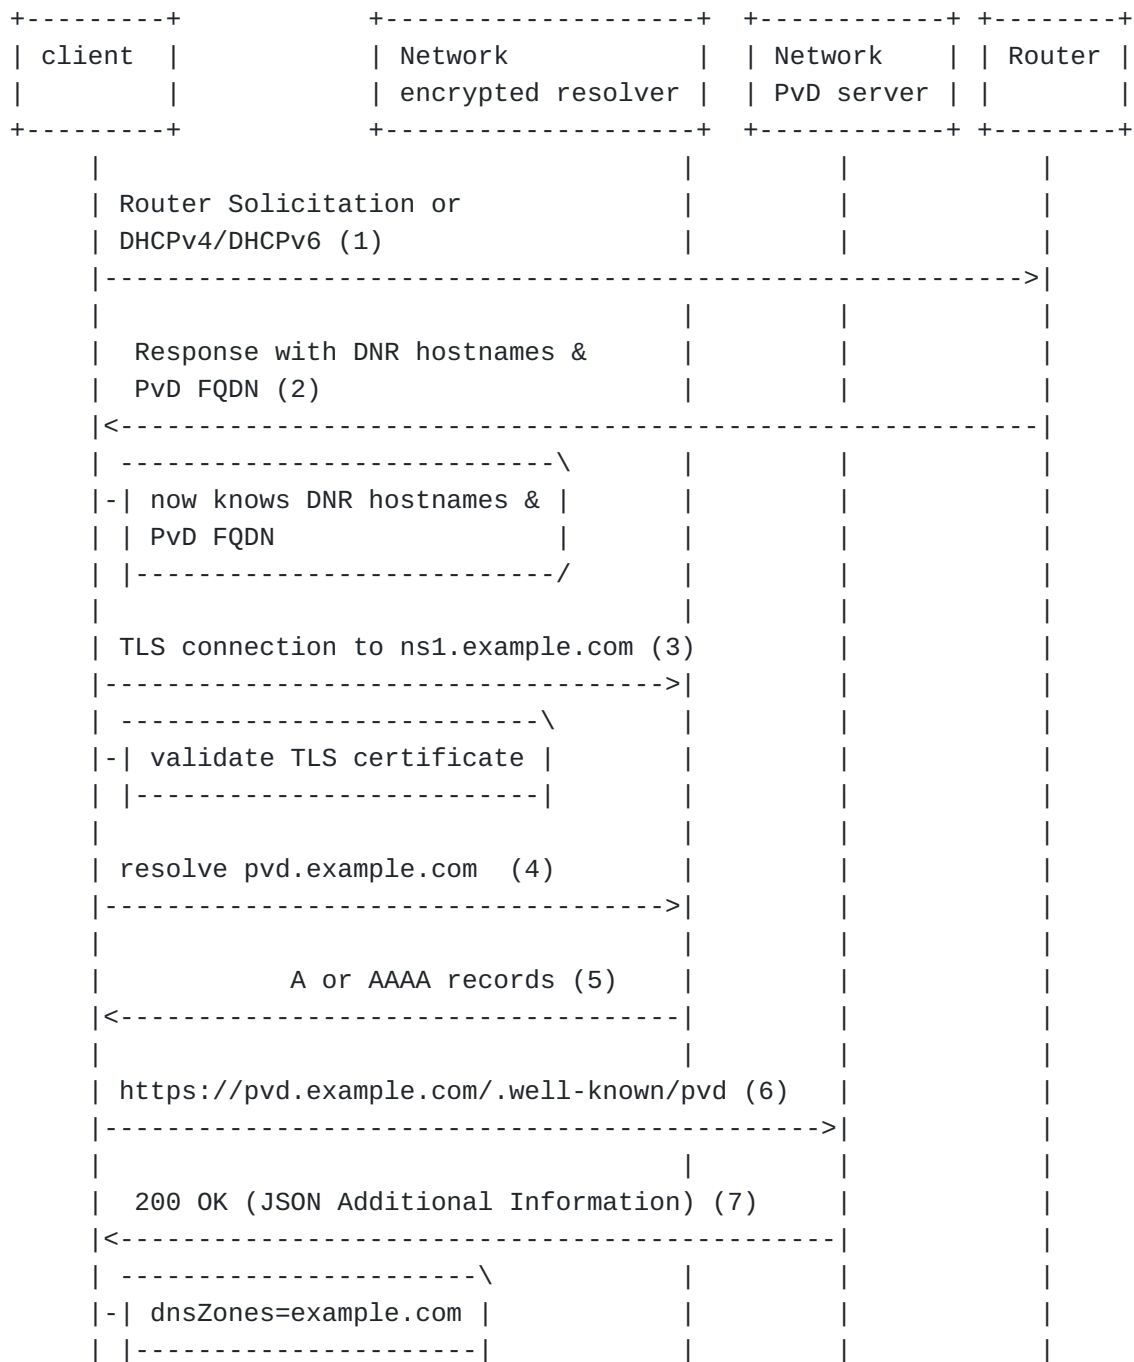 +---------+            +--------------------+  +------------+ +--------+
| client  |            | Network            |  | Network    | | Router |
|         |            | encrypted resolver |  | PvD server | |        |
+---------+            +--------------------+  +------------+ +--------+
     |                                     |         |            |
     | Router Solicitation or              |         |            |
     | DHCPv4/DHCPv6 (1)                   |         |            |
     |----------------------------------------------------------->|
     |                                     |         |            |
     |  Response with DNR hostnames &      |         |            |
     |  PvD FQDN (2)                       |         |            |
     |<-----------------------------------------------------------|
     | ----------------------------\       |         |            |
     |-| now knows DNR hostnames & |       |         |            |
     | | PvD FQDN                  |       |         |            |
     | |---------------------------/       |         |            |
     |                                     |         |            |
     | TLS connection to ns1.example.com (3)         |            |
     |------------------------------------>|         |            |
     | ---------------------------\        |         |            |
     |-| validate TLS certificate |        |         |            |
     | |--------------------------|        |         |            |
     |                                     |         |            |
     | resolve pvd.example.com  (4)        |         |            |
     |------------------------------------>|         |            |
     |                                     |         |            |
     |            A or AAAA records (5)    |         |            |
     |<------------------------------------|         |            |
     |                                     |         |            |
     | https://pvd.example.com/.well-known/pvd (6)   |            |
     |---------------------------------------------->|            |
     |                                     |         |            |
     |  200 OK (JSON Additional Information) (7)     |            |
     |<----------------------------------------------|            |
     | -----------------------\            |         |            |
     |-| dnsZones=example.com |            |         |            |
     | |----------------------|            |         |            |